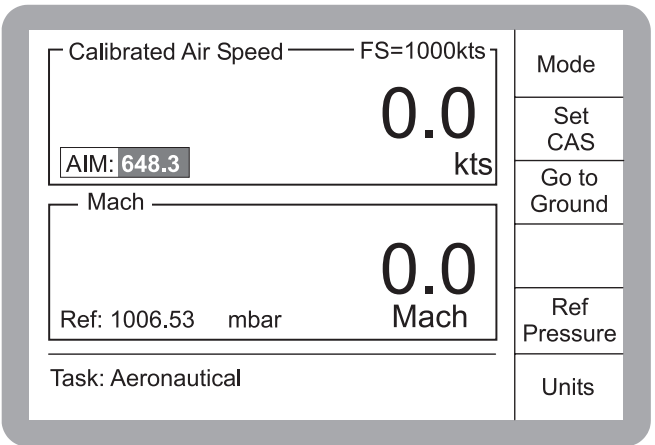 Calibrated Air Speed FS=1000kts
0.0
AIM: 648.3 kts
Mach
0.0
Ref: 1006.53 mbar Mach
Task: Aeronautical
Mode
Set
CAS
Go to
Ground
Ref
Pressure
Units